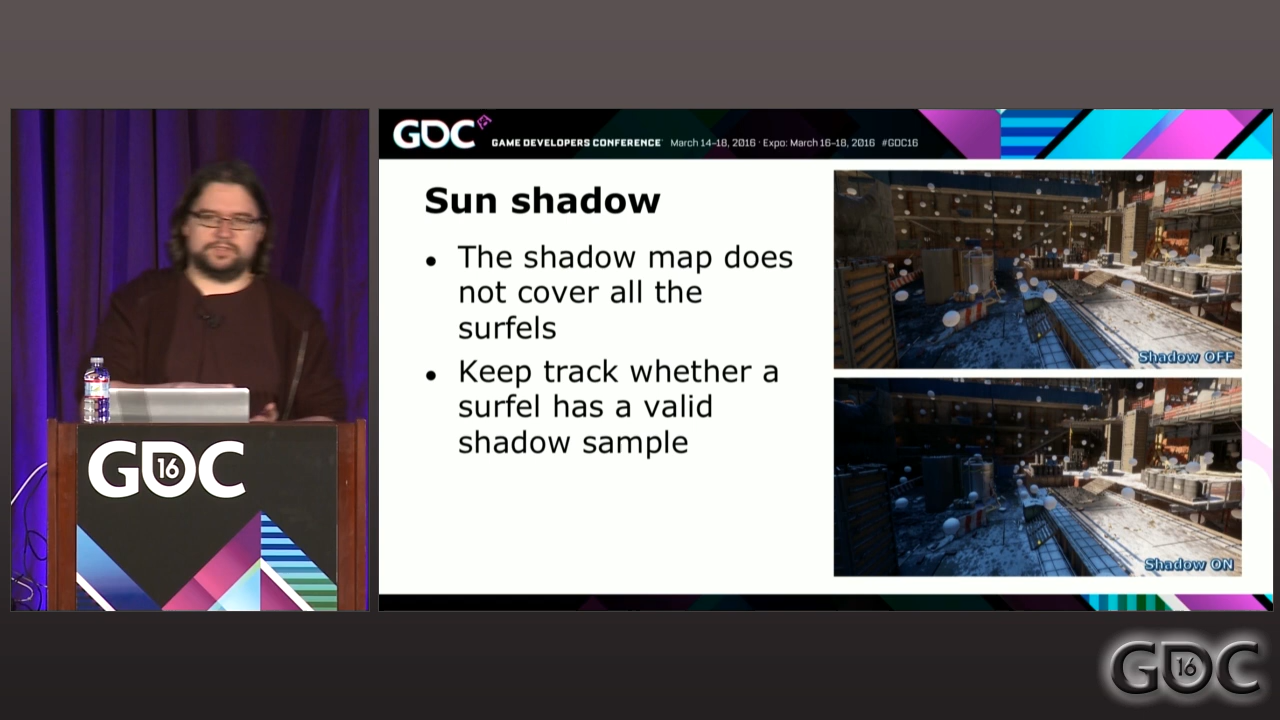 GDC
GAME DEVELOPERS CONFERENCE March 14-18, 2016 · Expo: March 16-18, 2016 #GDC16
Sun shadow
• The shadow map does
not cover all the
surfels
• Keep track whether a
surfel has a valid
shadow sample
Shadow OFF
Shadow ON
GDC 16
GDC 16